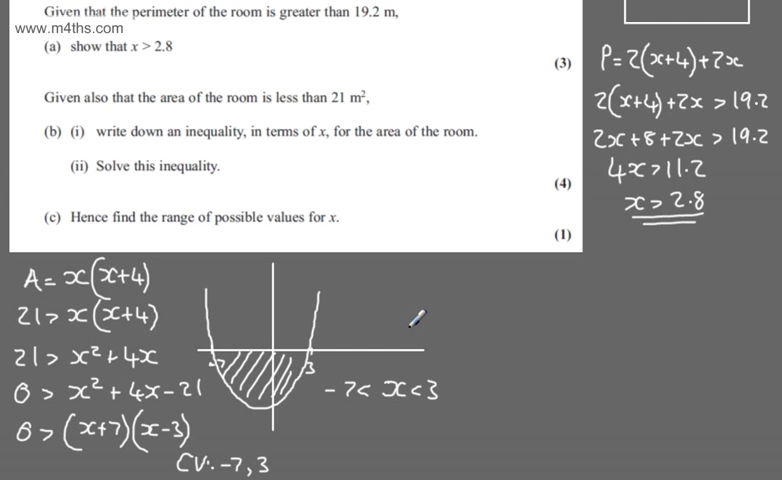 Given that the perimeter of the room is greater than 19.2 m,
www.m4ths.com
(a) show that x > 2.8
(3)
Given also that the area of the room is less than 21 m²,
(b) (i) write down an inequality, in terms of x, for the area of the room.
(ii) Solve this inequality.
(4)
(c) Hence find the range of possible values for x.
(1)
P = 2(x+4)+2x
2(x+4)+2x > 19.2
2x+8+2x > 19.2
4x > 11.2
x > 2.8
A = x(x+4)
21 > x(x+4)
21 > x²+4x
0 > x²+4x-21
0 > (x+7)(x-3)
CV: -7, 3
-7
3
-7 < x < 3